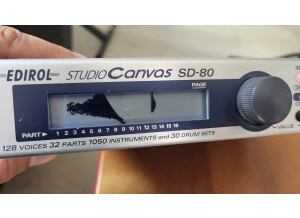 EDIROL STUDIO Canvas SD-80
PAGE
PART 1 2 3 4 5 6 7 8 9 10 11 12 13 14 15 16
VALUE
128 VOICES 32 PARTS 1050 INSTRUMENTS and 30 DRUM SETS